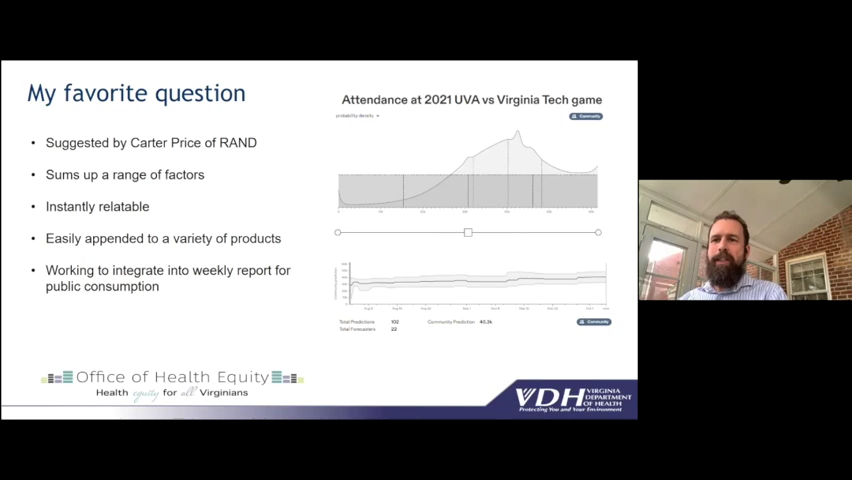 My favorite question
• Suggested by Carter Price of RAND
• Sums up a range of factors
• Instantly relatable
• Easily appended to a variety of products
• Working to integrate into weekly report for
public consumption
Attendance at 2021 UVA vs Virginia Tech game
probability density
Community
Total Predictions 102 Community Prediction 40.3k
Total Forecasters 22
Community
Office of Health Equity
Health equity for all Virginians
VDH VIRGINIA
DEPARTMENT
OF HEALTH
Protecting You and Your Environment